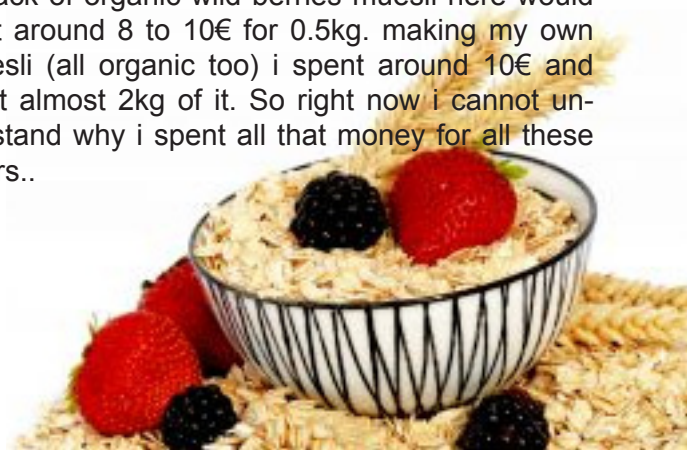 ack of organic wild berries muesli here would
t around 8 to 10€ for 0.5kg. making my own
esli (all organic too) i spent around 10€ and
t almost 2kg of it. So right now i cannot un-
stand why i spent all that money for all these
rs..